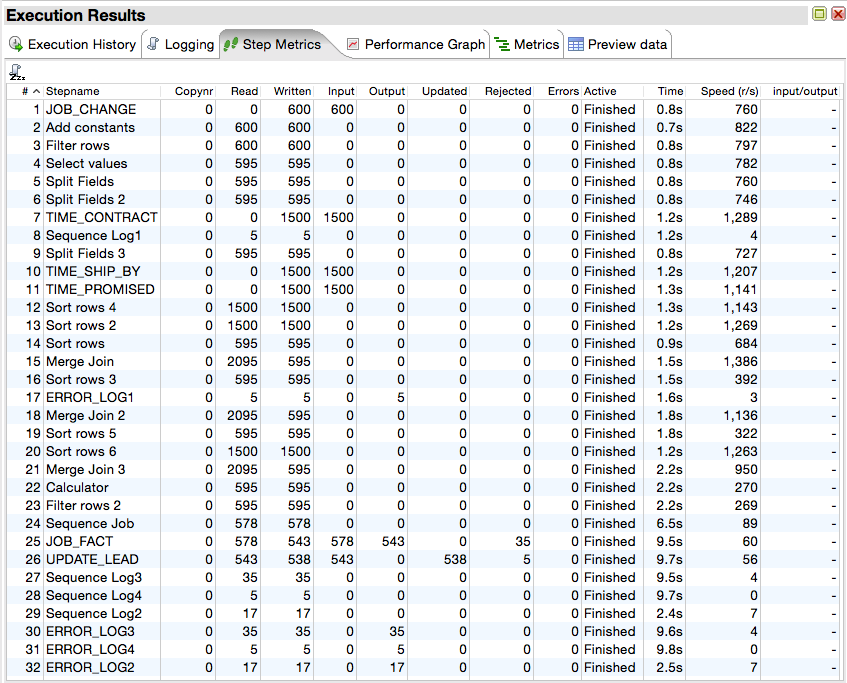 Execution Results
Execution History Logging Step Metrics Performance Graph Metrics Preview data
# Stepname Copynr Read Written Input Output Updated Rejected Errors Active Time Speed (r/s) input/output
1 JOB_CHANGE 0 0 600 600 0 0 0 0 Finished 0.8s 760 -
2 Add constants 0 600 600 0 0 0 0 0 Finished 0.7s 822 -
3 Filter rows 0 600 600 0 0 0 0 0 Finished 0.8s 797 -
4 Select values 0 595 595 0 0 0 0 0 Finished 0.8s 782 -
5 Split Fields 0 595 595 0 0 0 0 0 Finished 0.8s 760 -
6 Split Fields 2 0 595 595 0 0 0 0 0 Finished 0.8s 746 -
7 TIME_CONTRACT 0 0 1500 1500 0 0 0 0 Finished 1.2s 1,289 -
8 Sequence Log1 0 5 5 0 0 0 0 0 Finished 1.2s 4 -
9 Split Fields 3 0 595 595 0 0 0 0 0 Finished 0.8s 727 -
10 TIME_SHIP_BY 0 0 1500 1500 0 0 0 0 Finished 1.2s 1,207 -
11 TIME_PROMISED 0 0 1500 1500 0 0 0 0 Finished 1.3s 1,141 -
12 Sort rows 4 0 1500 1500 0 0 0 0 0 Finished 1.3s 1,143 -
13 Sort rows 2 0 1500 1500 0 0 0 0 0 Finished 1.2s 1,269 -
14 Sort rows 0 595 595 0 0 0 0 0 Finished 0.9s 684 -
15 Merge Join 0 2095 595 0 0 0 0 0 Finished 1.5s 1,386 -
16 Sort rows 3 0 595 595 0 0 0 0 0 Finished 1.5s 392 -
17 ERROR_LOG1 0 5 5 0 5 0 0 0 Finished 1.6s 3 -
18 Merge Join 2 0 2095 595 0 0 0 0 0 Finished 1.8s 1,136 -
19 Sort rows 5 0 595 595 0 0 0 0 0 Finished 1.8s 322 -
20 Sort rows 6 0 1500 1500 0 0 0 0 0 Finished 1.2s 1,263 -
21 Merge Join 3 0 2095 595 0 0 0 0 0 Finished 2.2s 950 -
22 Calculator 0 595 595 0 0 0 0 0 Finished 2.2s 270 -
23 Filter rows 2 0 595 595 0 0 0 0 0 Finished 2.2s 269 -
24 Sequence Job 0 578 578 0 0 0 0 0 Finished 6.5s 89 -
25 JOB_FACT 0 578 543 578 543 0 35 0 Finished 9.5s 60 -
26 UPDATE_LEAD 0 543 538 543 0 538 5 0 Finished 9.7s 56 -
27 Sequence Log3 0 35 35 0 0 0 0 0 Finished 9.5s 4 -
28 Sequence Log4 0 5 5 0 0 0 0 0 Finished 9.7s 0 -
29 Sequence Log2 0 17 17 0 0 0 0 0 Finished 2.4s 7 -
30 ERROR_LOG3 0 35 35 0 35 0 0 0 Finished 9.6s 4 -
31 ERROR_LOG4 0 5 5 0 5 0 0 0 Finished 9.8s 0 -
32 ERROR_LOG2 0 17 17 0 17 0 0 0 Finished 2.5s 7 -